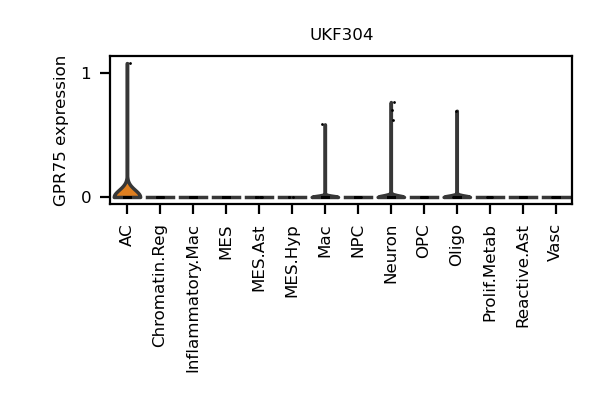 UKF304
GPR75 expression
1
0
AC
Chromatin.Reg
Inflammatory.Mac
MES
MES.Ast
MES.Hyp
Mac
NPC
Neuron
OPC
Oligo
Prolif.Metab
Reactive.Ast
Vasc